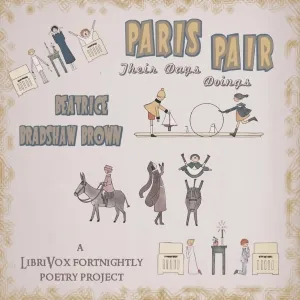 PARIS
PAIR
Their Days
Doings
BEATRICE
BRADSHAW BROWN
A
LIBRIVOX FORTNIGHTLY
POETRY PROJECT